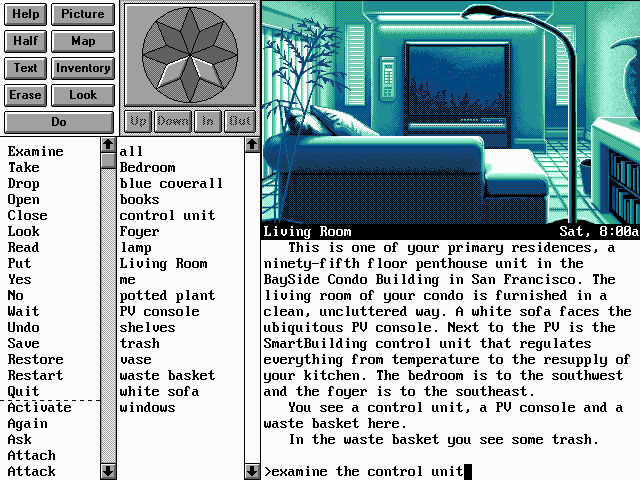 Help
Picture
Half
Map
Text
Inventory
Erase
Look
Do
Up
Down
In
Out
Examine
Take
Drop
Open
Close
Look
Read
Put
Yes
No
Wait
Undo
Save
Restore
Restart
Quit
Activate
Again
Ask
Attach
Attack
all
Bedroom
blue coverall
books
control unit
Foyer
lamp
Living Room
me
potted plant
PV console
shelves
trash
vase
waste basket
white sofa
windows
Living Room
Sat, 8:00a
This is one of your primary residences, a
ninety-fifth floor penthouse unit in the
BaySide Condo Building in San Francisco. The
living room of your condo is furnished in a
clean, uncluttered way. A white sofa faces the
ubiquitous PV console. Next to the PV is the
SmartBuilding control unit that regulates
everything from temperature to the resupply of
your kitchen. The bedroom is to the southwest
and the foyer is to the southeast.
You see a control unit, a PV console and a
waste basket here.
In the waste basket you see some trash.
>examine the control unit